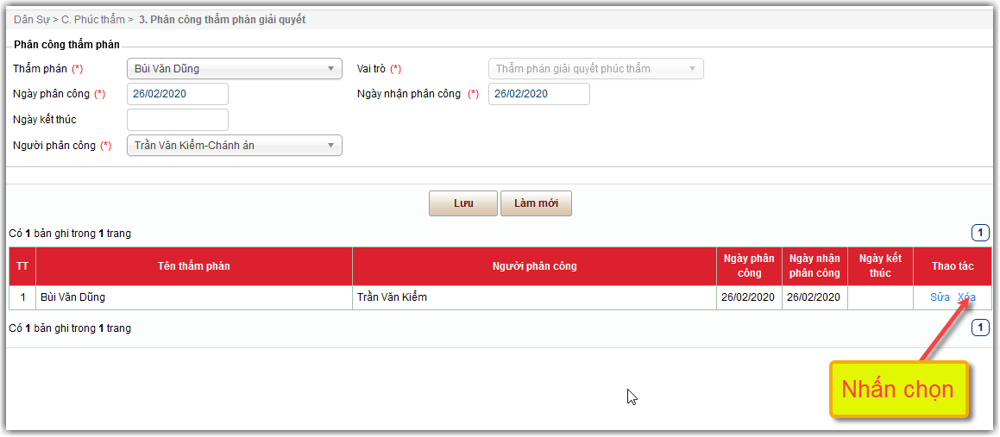 Dân Sự > C. Phúc thẩm > 3. Phân công thẩm phán giải quyết
Phân công thẩm phán
Thẩm phán (*) Bùi Văn Dũng Vai trò (*) Thẩm phán giải quyết phúc thẩm
Ngày phân công (*) 26/02/2020 Ngày nhận phân công (*) 26/02/2020
Ngày kết thúc
Người phân công (*) Trần Văn Kiểm-Chánh án
Lưu Làm mới
Có 1 bản ghi trong 1 trang 1
TT Tên thẩm phán Người phân công Ngày phân công Ngày nhận phân công Ngày kết thúc Thao tác
1 Bùi Văn Dũng Trần Văn Kiểm 26/02/2020 26/02/2020 Sửa Xóa
Có 1 bản ghi trong 1 trang 1
Nhấn chọn